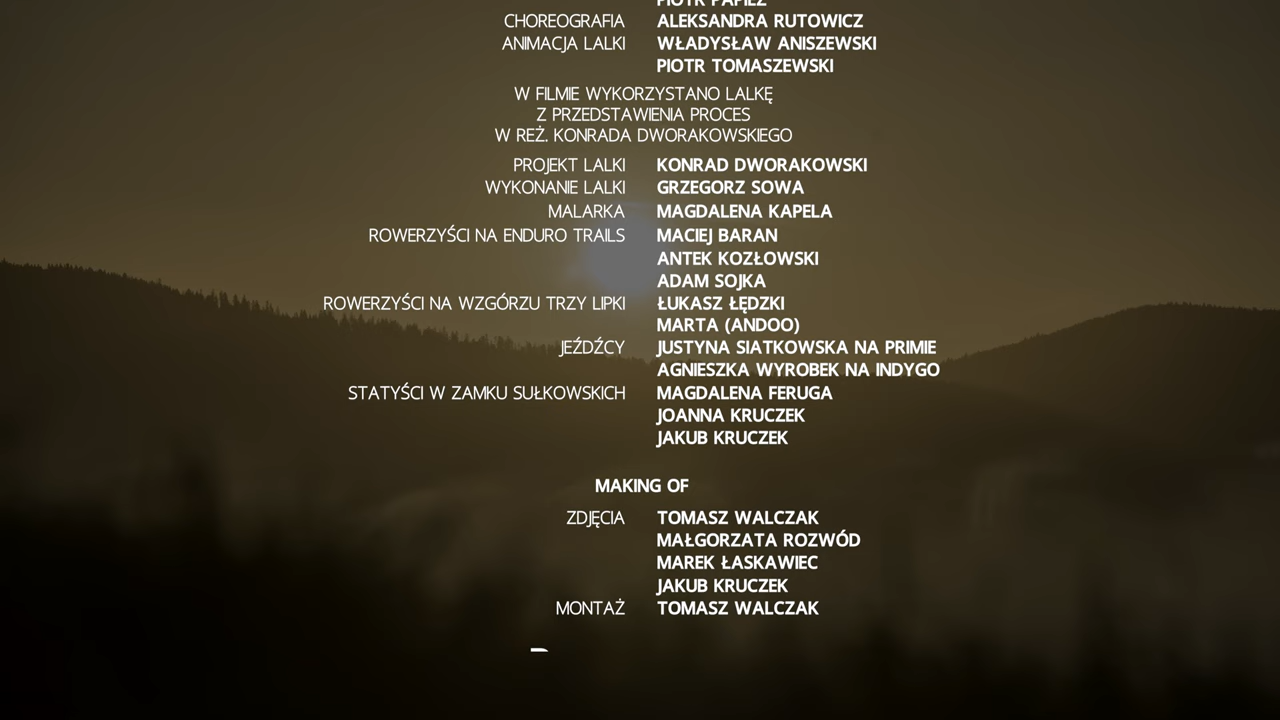 PIOTR PAPIEŻ
CHOREOGRAFIA ALEKSANDRA RUTOWICZ
ANIMACJA LALKI WŁADYSŁAW ANISZEWSKI
PIOTR TOMASZEWSKI
W FILMIE WYKORZYSTANO LALKĘ
Z PRZEDSTAWIENIA PROCES
W REŻ. KONRADA DWORAKOWSKIEGO
PROJEKT LALKI KONRAD DWORAKOWSKI
WYKONANIE LALKI GRZEGORZ SOWA
MALARKA MAGDALENA KAPELA
ROWERZYŚCI NA ENDURO TRAILS MACIEJ BARAN
ANTEK KOZŁOWSKI
ADAM SOJKA
ROWERZYŚCI NA WZGÓRZU TRZY LIPKI ŁUKASZ ŁĘDZKI
MARTA (ANDOO)
JEŹDŹCY JUSTYNA SIATKOWSKA NA PRIMIE
AGNIESZKA WYROBEK NA INDYGO
STATYŚCI W ZAMKU SUŁKOWSKICH MAGDALENA FERUGA
JOANNA KRUCZEK
JAKUB KRUCZEK
MAKING OF
ZDJĘCIA TOMASZ WALCZAK
MAŁGORZATA ROZWÓD
MAREK ŁASKAWIEC
JAKUB KRUCZEK
MONTAŻ TOMASZ WALCZAK